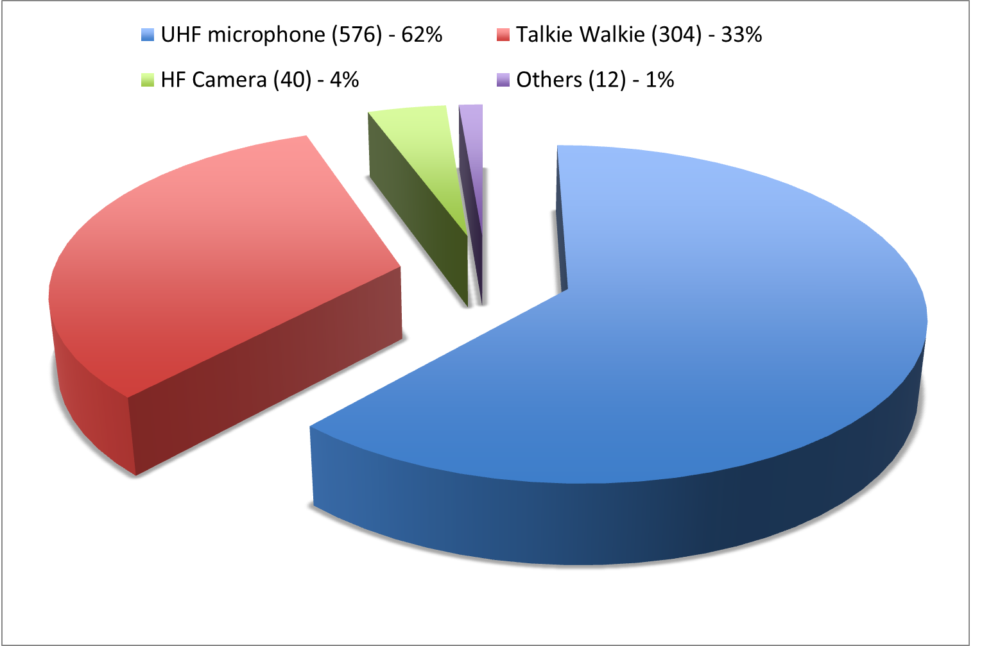 UHF microphone (576) - 62%
Talkie Walkie (304) - 33%
HF Camera (40) - 4%
Others (12) - 1%